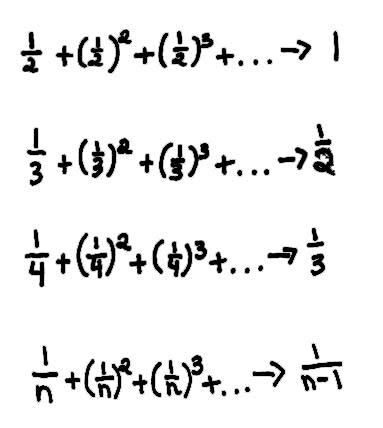 1/2 + (1/2)² + (1/2)³ + . . . → 1
1/3 + (1/3)² + (1/3)³ + . . . → 1/2
1/4 + (1/4)² + (1/4)³ + . . . → 1/3
1/n + (1/n)² + (1/n)³ + . . . → 1/n-1